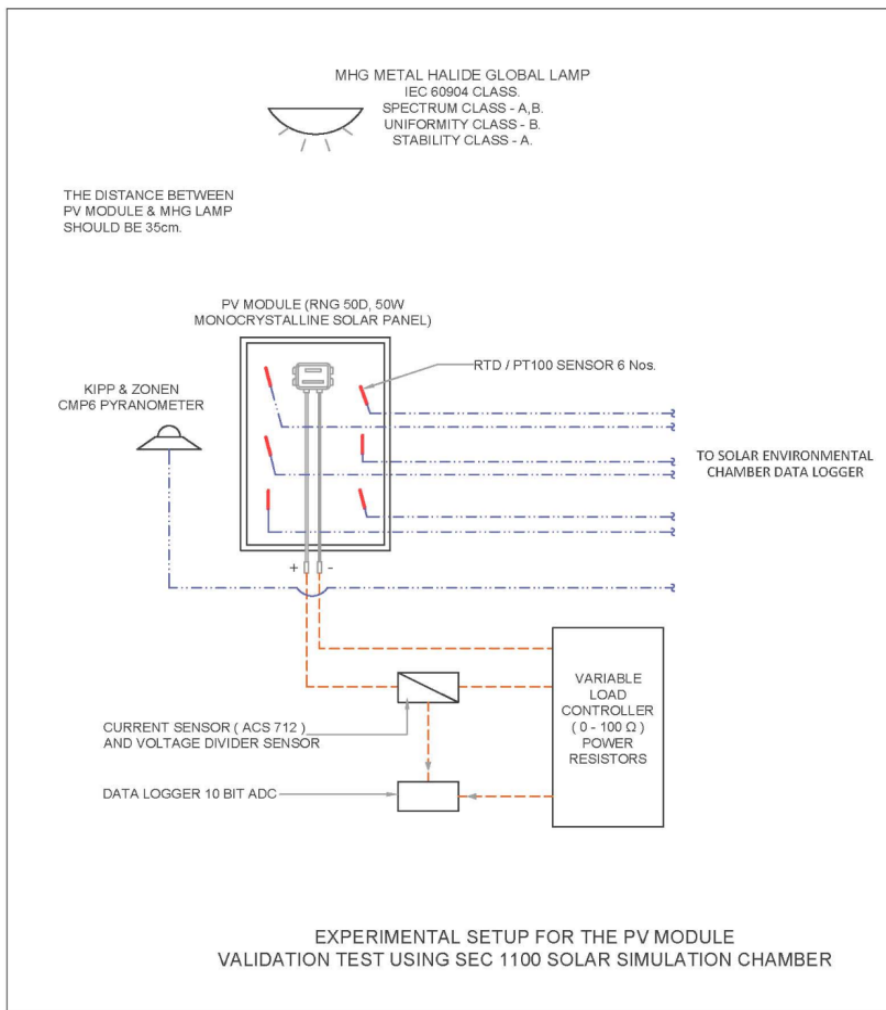 MHG METAL HALIDE GLOBAL LAMP
IEC 60904 CLASS.
SPECTRUM CLASS - A,B.
UNIFORMITY CLASS - B.
STABILITY CLASS - A.
THE DISTANCE BETWEEN
PV MODULE & MHG LAMP
SHOULD BE 35cm.
PV MODULE (RNG 50D, 50W
MONOCRYSTALLINE SOLAR PANEL)
RTD / PT100 SENSOR 6 Nos.
KIPP & ZONEN
CMP6 PYRANOMETER
TO SOLAR ENVIRONMENTAL
CHAMBER DATA LOGGER
+ -
VARIABLE
LOAD
CONTROLLER
( 0 - 100 Ω )
POWER
RESISTORS
CURRENT SENSOR ( ACS 712 )
AND VOLTAGE DIVIDER SENSOR
DATA LOGGER 10 BIT ADC
EXPERIMENTAL SETUP FOR THE PV MODULE
VALIDATION TEST USING SEC 1100 SOLAR SIMULATION CHAMBER